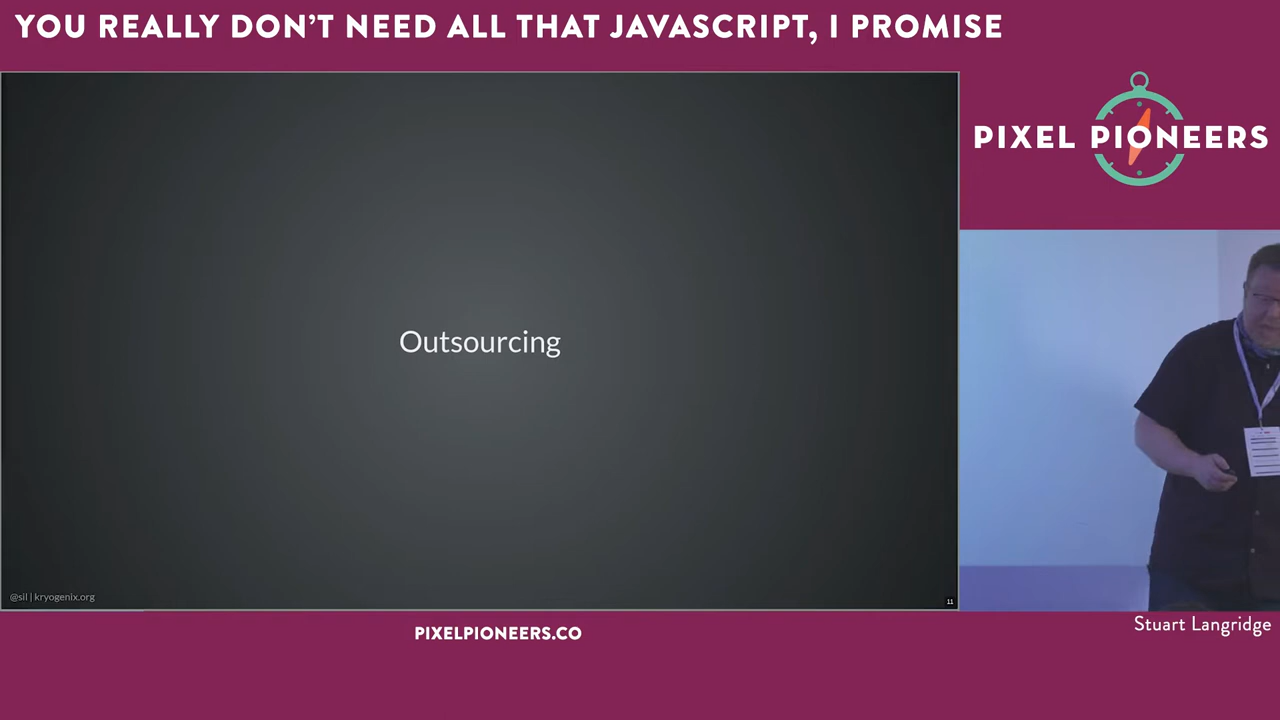 YOU REALLY DON’T NEED ALL THAT JAVASCRIPT, I PROMISE
PIXEL PIONEERS
Outsourcing
@sil | kryogenix.org
11
Stuart Langridge
PIXELPIONEERS.CO